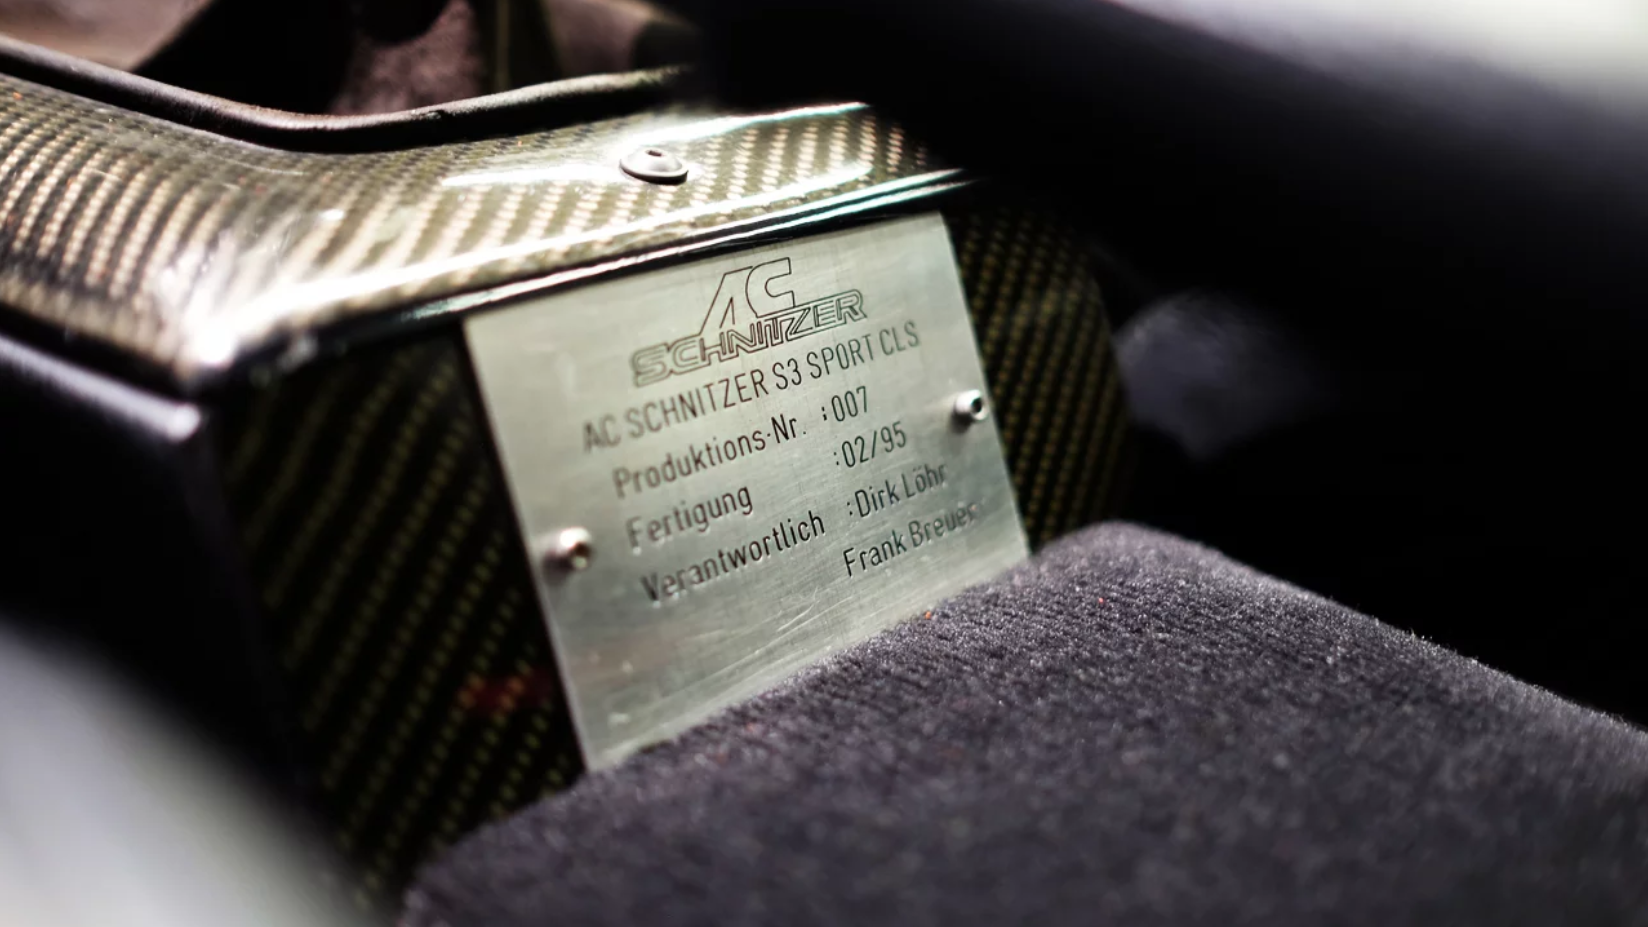 AC
SCHNITZER
AC SCHNITZER S3 SPORT CLS
Produktions-Nr. :007
Fertigung :02/95
Verantwortlich :Dirk Löhr
Frank Breuer